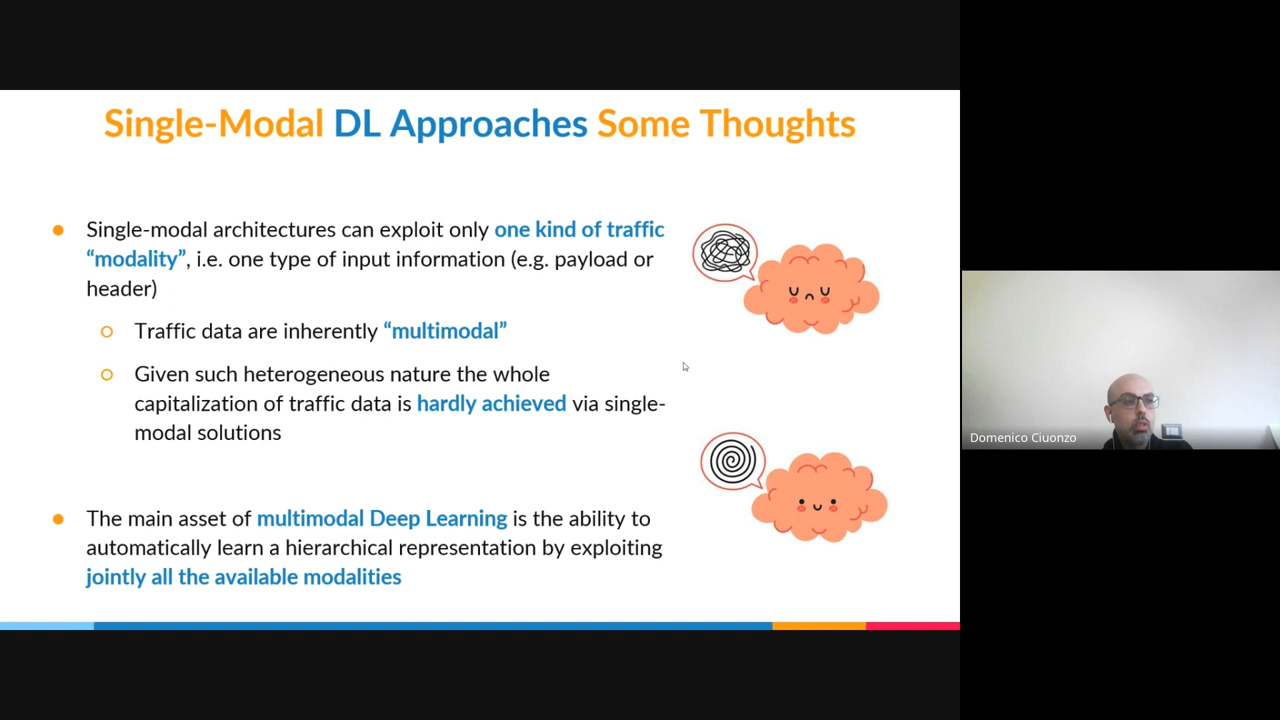 Single-Modal DL Approaches Some Thoughts
Single-modal architectures can exploit only one kind of traffic
“modality”, i.e. one type of input information (e.g. payload or
header)
Traffic data are inherently “multimodal”
Given such heterogeneous nature the whole
capitalization of traffic data is hardly achieved via single-
modal solutions
The main asset of multimodal Deep Learning is the ability to
automatically learn a hierarchical representation by exploiting
jointly all the available modalities
Domenico Ciuonzo